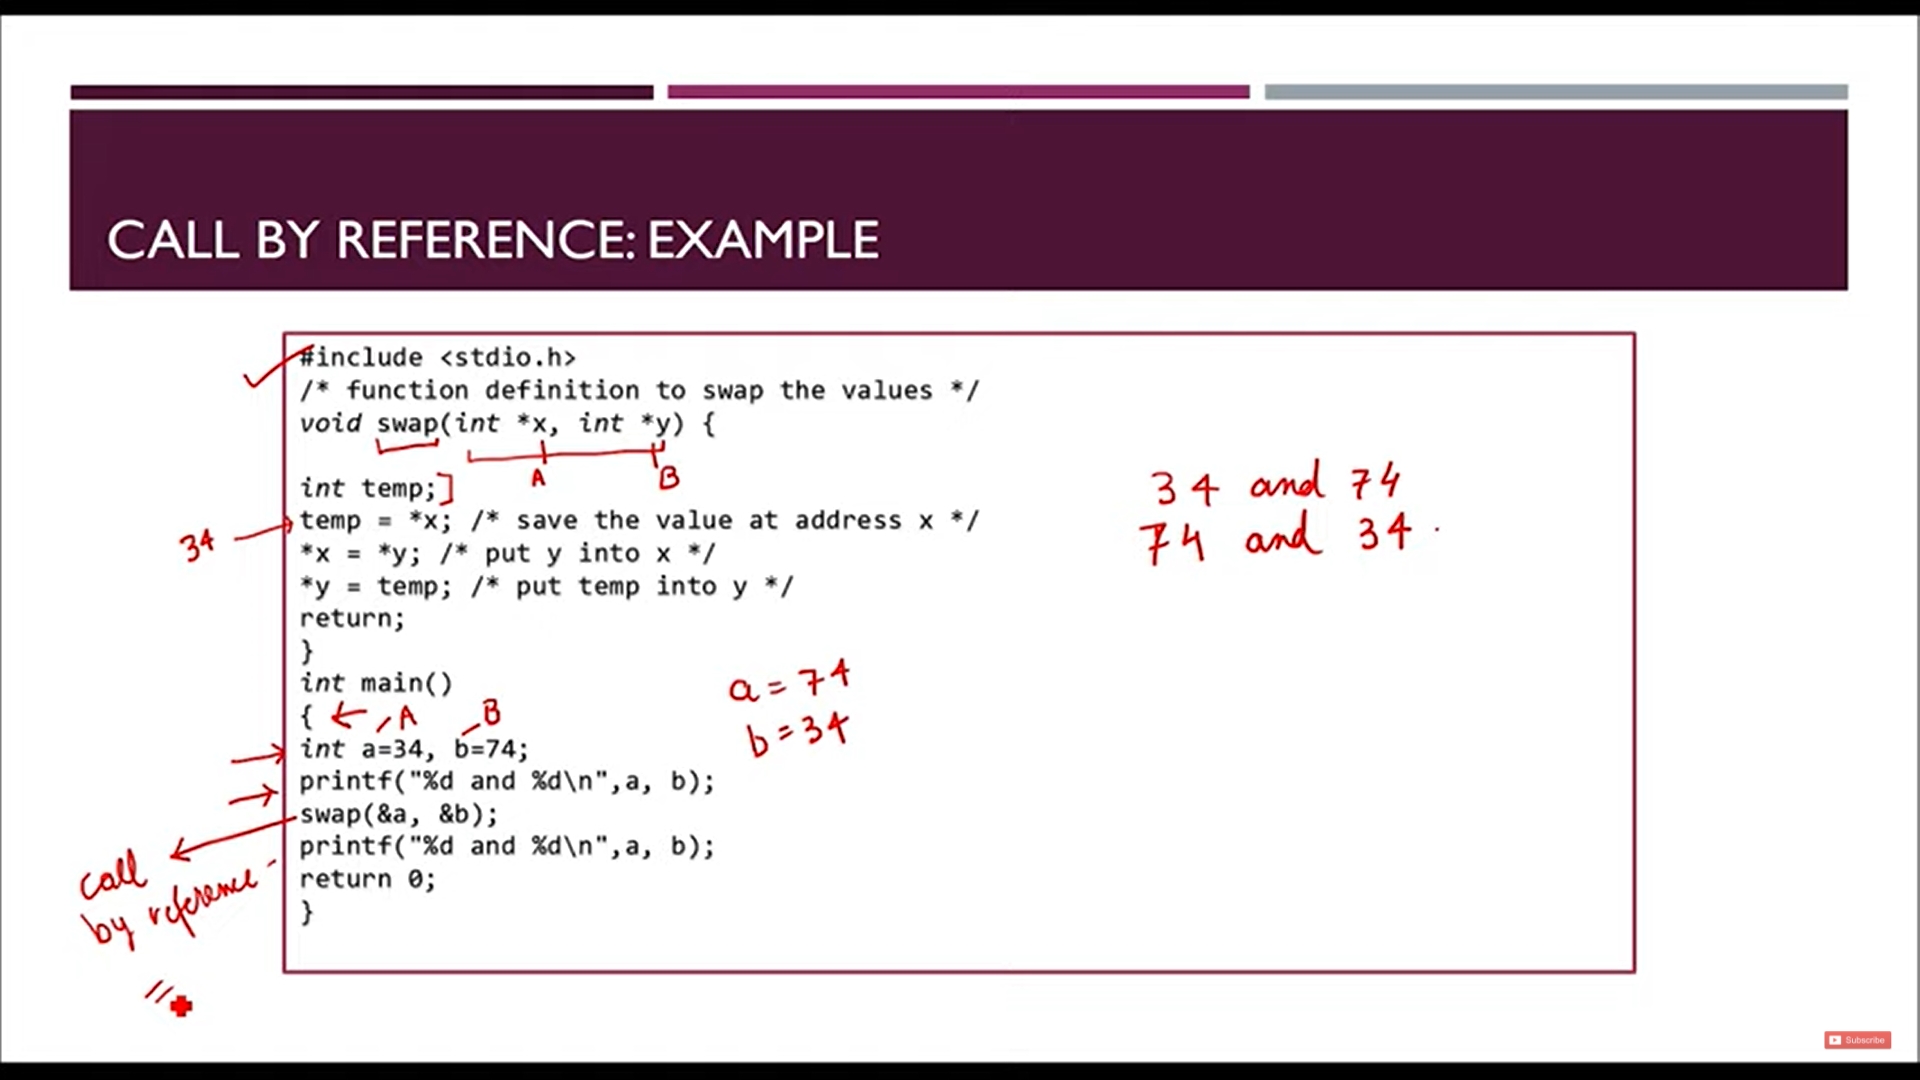 CALL BY REFERENCE: EXAMPLE
#include <stdio.h>
/* function definition to swap the values */
void swap(int *x, int *y) {
A B
int temp;]
34 temp = *x; /* save the value at address x */
*x = *y; /* put y into x */
*y = temp; /* put temp into y */
return;
}
int main()
{ A B
int a=34, b=74;
printf("%d and %d\n",a, b);
swap(&a, &b);
printf("%d and %d\n",a, b);
return 0;
}
34 and 74
74 and 34
a = 74
b = 34
call
by reference
Subscribe